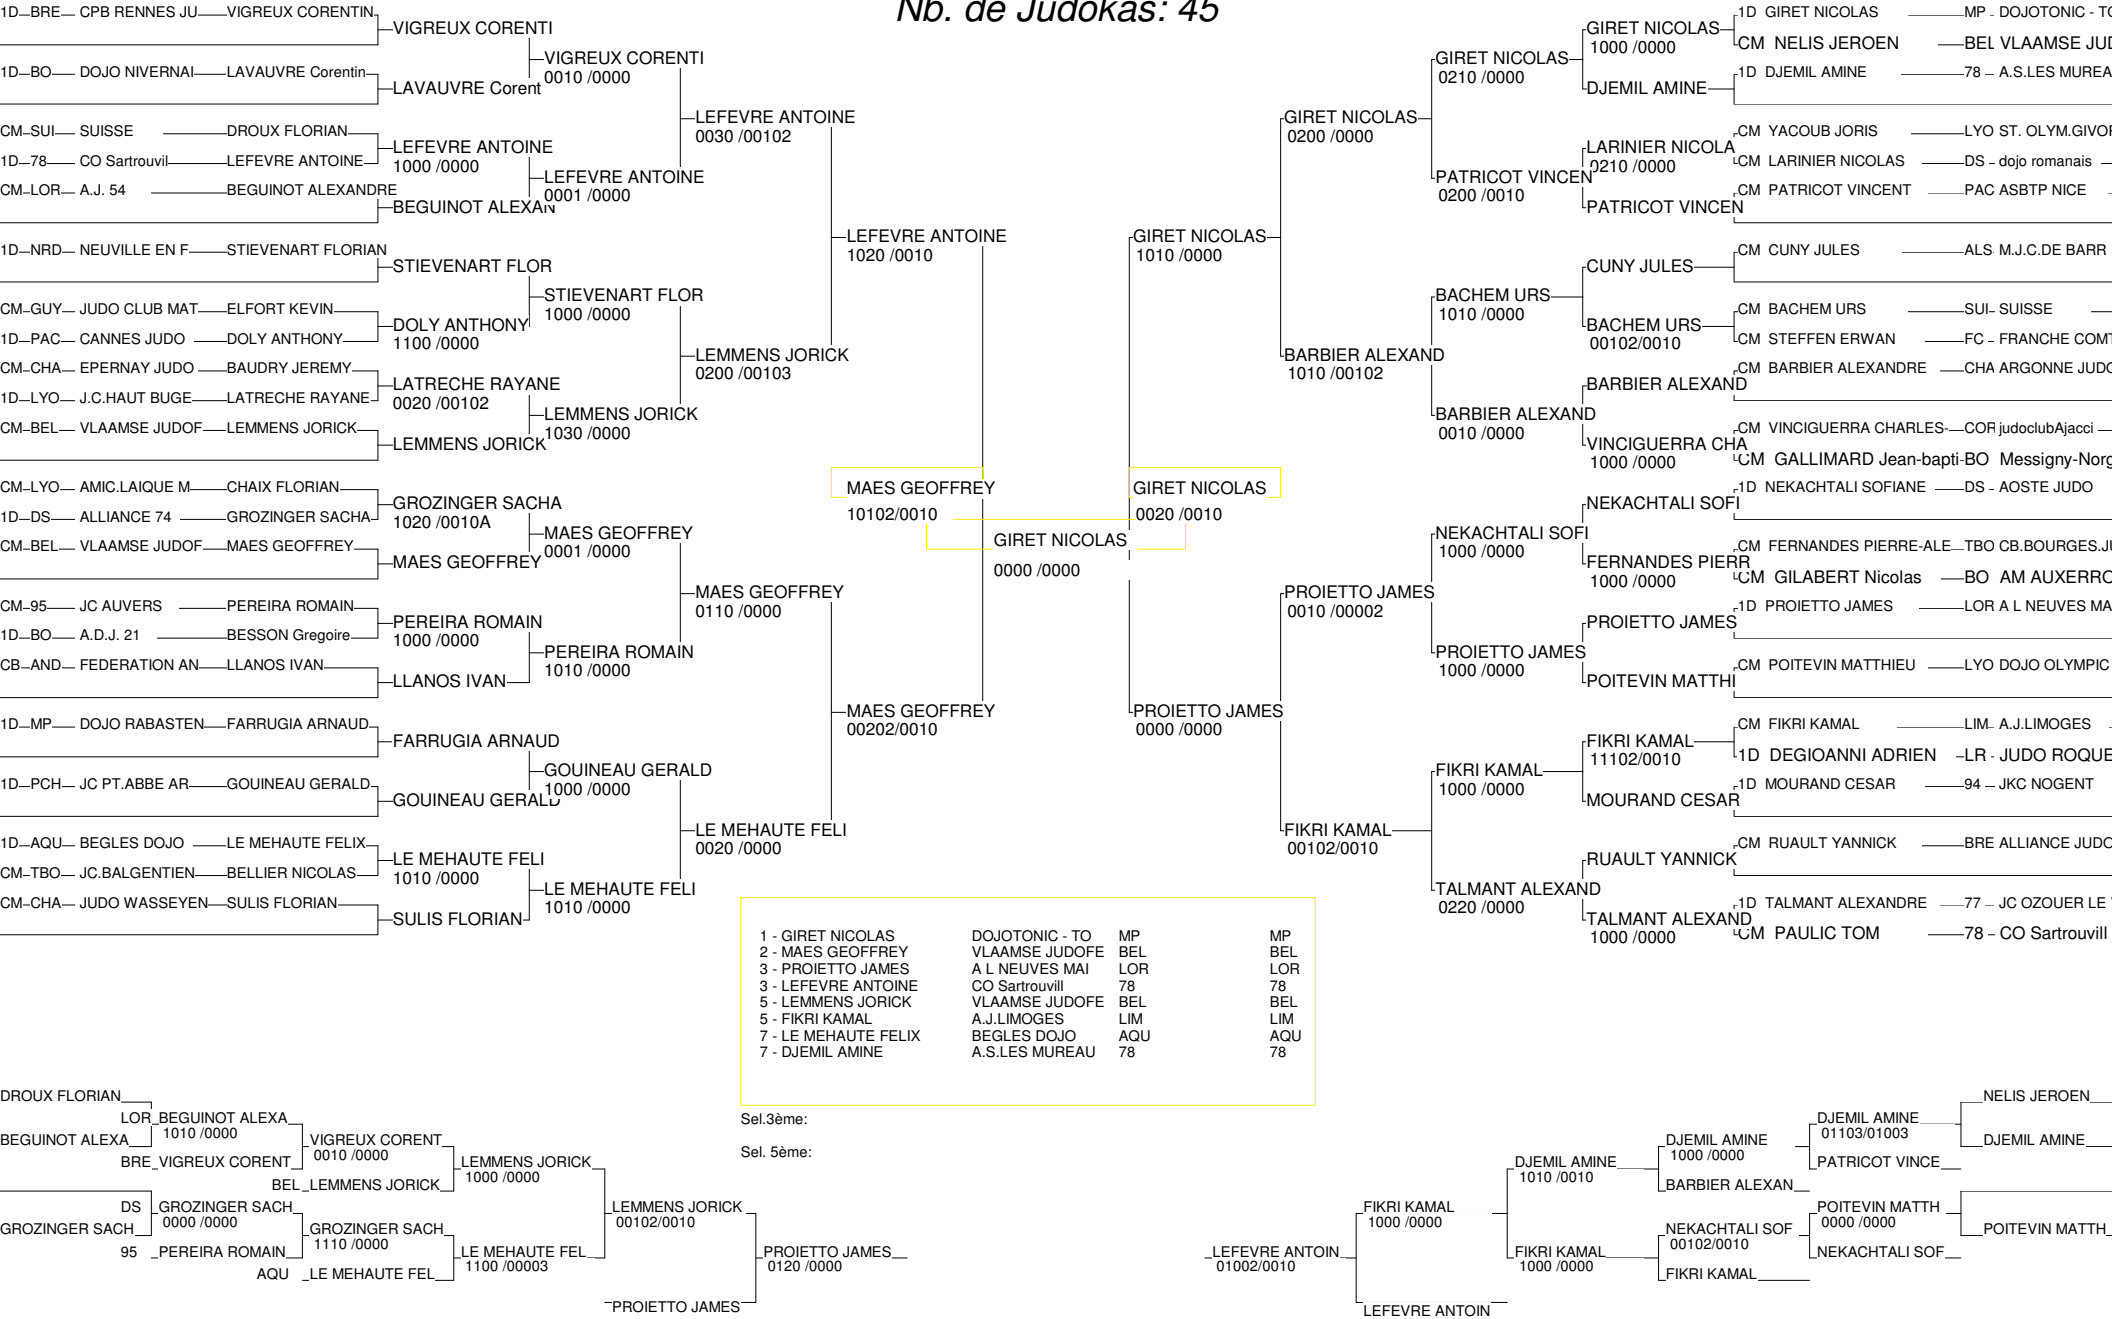 Nb. de Judokas: 45
1D BRE CPB RENNES JU VIGREUX CORENTIN
1D BO DOJO NIVERNAI LAVAUVRE Corentin
CM SUI SUISSE DROUX FLORIAN
1D 78 CO Sartrouvil LEFEVRE ANTOINE
CM LOR A.J. 54 BEGUINOT ALEXANDRE
1D NRD NEUVILLE EN F STIEVENART FLORIAN
CM GUY JUDO CLUB MAT ELFORT KEVIN
1D PAC CANNES JUDO DOLY ANTHONY
CM CHA EPERNAY JUDO BAUDRY JEREMY
1D LYO J.C.HAUT BUGE LATRECHE RAYANE
CM BEL VLAAMSE JUDOF LEMMENS JORICK
CM LYO AMIC.LAIQUE M CHAIX FLORIAN
1D DS ALLIANCE 74 GROZINGER SACHA
CM BEL VLAAMSE JUDOF MAES GEOFFREY
CM 95 JC AUVERS PEREIRA ROMAIN
1D BO A.D.J. 21 BESSON Gregoire
CB AND FEDERATION AN LLANOS IVAN
1D MP DOJO RABASTEN FARRUGIA ARNAUD
1D PCH JC PT.ABBE AR GOUINEAU GERALD
1D AQU BEGLES DOJO LE MEHAUTE FELIX
CM TBO JC.BALGENTIEN BELLIER NICOLAS
CM CHA JUDO WASSEYEN SULIS FLORIAN
VIGREUX CORENTI
LAVAUVRE Corent
LEFEVRE ANTOINE
1000 /0000
BEGUINOT ALEXAN
STIEVENART FLOR
DOLY ANTHONY
1100 /0000
LATRECHE RAYANE
0020 /00102
LEMMENS JORICK
GROZINGER SACHA
1020 /0010A
MAES GEOFFREY
PEREIRA ROMAIN
1000 /0000
LLANOS IVAN
FARRUGIA ARNAUD
GOUINEAU GERALD
LE MEHAUTE FELI
1010 /0000
SULIS FLORIAN
VIGREUX CORENTI
0010 /0000
LEFEVRE ANTOINE
0001 /0000
STIEVENART FLOR
1000 /0000
LEMMENS JORICK
1030 /0000
MAES GEOFFREY
0001 /0000
PEREIRA ROMAIN
1010 /0000
GOUINEAU GERALD
1000 /0000
LE MEHAUTE FELI
1010 /0000
LEFEVRE ANTOINE
0030 /00102
LEMMENS JORICK
0200 /00103
MAES GEOFFREY
0110 /0000
LE MEHAUTE FELI
0020 /0000
LEFEVRE ANTOINE
1020 /0010
MAES GEOFFREY
00202/0010
MAES GEOFFREY
10102/0010
GIRET NICOLAS
0000 /0000
GIRET NICOLAS
0020 /0010
GIRET NICOLAS
1010 /0000
PROIETTO JAMES
0000 /0000
GIRET NICOLAS
0200 /0000
BARBIER ALEXAND
1010 /00102
PROIETTO JAMES
0010 /00002
FIKRI KAMAL
00102/0010
GIRET NICOLAS
0210 /0000
PATRICOT VINCEN
0200 /0010
BACHEM URS
1010 /0000
BARBIER ALEXAND
0010 /0000
NEKACHTALI SOFI
1000 /0000
PROIETTO JAMES
1000 /0000
FIKRI KAMAL
1000 /0000
TALMANT ALEXAND
0220 /0000
GIRET NICOLAS
1000 /0000
DJEMIL AMINE
LARINIER NICOLA
0210 /0000
PATRICOT VINCEN
CUNY JULES
BACHEM URS
00102/0010
BARBIER ALEXAND
VINCIGUERRA CHA
1000 /0000
NEKACHTALI SOFI
FERNANDES PIERR
1000 /0000
PROIETTO JAMES
POITEVIN MATTHI
FIKRI KAMAL
11102/0010
MOURAND CESAR
RUAULT YANNICK
TALMANT ALEXAND
1000 /0000
1D GIRET NICOLAS MP DOJOTONIC - TO
CM NELIS JEROEN BEL VLAAMSE JUD
1D DJEMIL AMINE 78 A.S.LES MUREA
CM YACOUB JORIS LYO ST. OLYM.GIVOR
CM LARINIER NICOLAS DS dojo romanais
CM PATRICOT VINCENT PAC ASBTP NICE
CM CUNY JULES ALS M.J.C.DE BARR
CM BACHEM URS SUI SUISSE
CM STEFFEN ERWAN FC FRANCHE COMT
CM BARBIER ALEXANDRE CHA ARGONNE JUDO
CM VINCIGUERRA CHARLES- COR judoclubAjacci
CM GALLIMARD Jean-bapti BO Messigny-Norg
1D NEKACHTALI SOFIANE DS AOSTE JUDO
CM FERNANDES PIERRE-ALE TBO CB.BOURGES.JU
CM GILABERT Nicolas BO AM AUXERRO
1D PROIETTO JAMES LOR A L NEUVES MA
CM POITEVIN MATTHIEU LYO DOJO OLYMPIC
CM FIKRI KAMAL LIM A.J.LIMOGES
1D DEGIOANNI ADRIEN LR JUDO ROQUE
1D MOURAND CESAR 94 JKC NOGENT
CM RUAULT YANNICK BRE ALLIANCE JUDO
1D TALMANT ALEXANDRE 77 JC OZOUER LE
CM PAULIC TOM 78 CO Sartrouvill
1 - GIRET NICOLAS DOJOTONIC - TO MP MP
2 - MAES GEOFFREY VLAAMSE JUDOFE BEL BEL
3 - PROIETTO JAMES A L NEUVES MAI LOR LOR
3 - LEFEVRE ANTOINE CO Sartrouvill 78 78
5 - LEMMENS JORICK VLAAMSE JUDOFE BEL BEL
5 - FIKRI KAMAL A.J.LIMOGES LIM LIM
7 - LE MEHAUTE FELIX BEGLES DOJO AQU AQU
7 - DJEMIL AMINE A.S.LES MUREAU 78 78
Sel.3ème:
Sel. 5ème:
DROUX FLORIAN
BEGUINOT ALEXA
GROZINGER SACH
LOR BEGUINOT ALEXA
1010 /0000
BRE VIGREUX CORENT
DS GROZINGER SACH
0000 /0000
95 PEREIRA ROMAIN
VIGREUX CORENT
0010 /0000
BEL LEMMENS JORICK
GROZINGER SACH
1110 /0000
AQU LE MEHAUTE FEL
LEMMENS JORICK
1000 /0000
LE MEHAUTE FEL
1100 /00003
LEMMENS JORICK
00102/0010
PROIETTO JAMES
PROIETTO JAMES
0120 /0000
LEFEVRE ANTOIN
01002/0010
FIKRI KAMAL
1000 /0000
LEFEVRE ANTOIN
DJEMIL AMINE
1010 /0010
FIKRI KAMAL
1000 /0000
DJEMIL AMINE
1000 /0000
BARBIER ALEXAN
NEKACHTALI SOF
00102/0010
FIKRI KAMAL
DJEMIL AMINE
01103/01003
PATRICOT VINCE
POITEVIN MATTH
0000 /0000
NEKACHTALI SOF
NELIS JEROEN
DJEMIL AMINE
POITEVIN MATTH